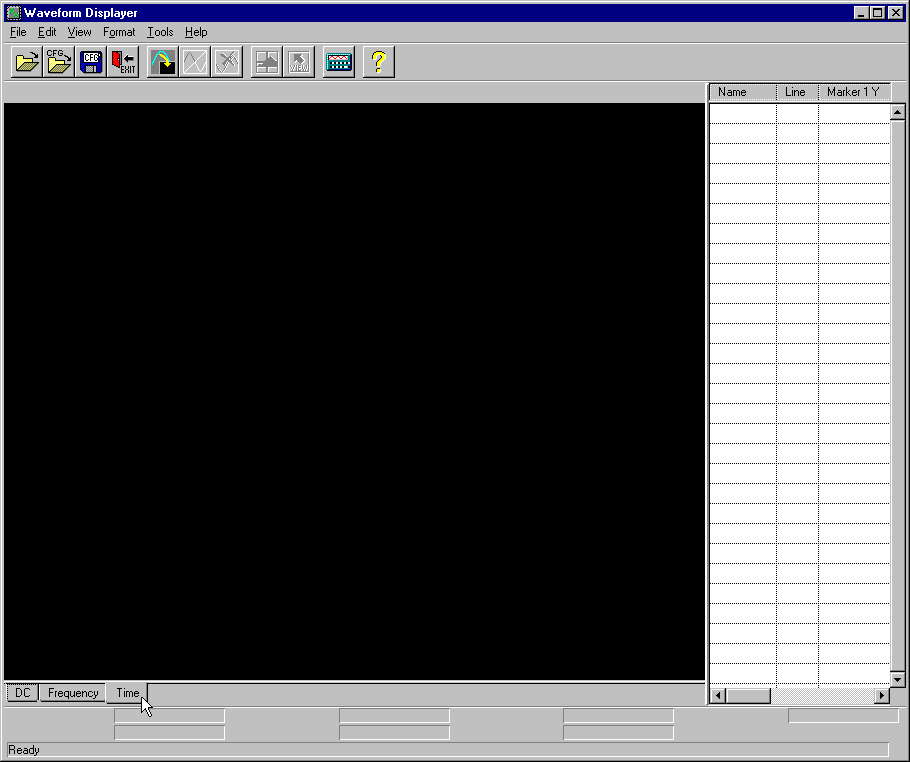 Waveform Displayer
File Edit View Format Tools Help
CFG CFG EXIT VIEW ?
Name Line Marker 1 Y
DC Frequency Time
Ready